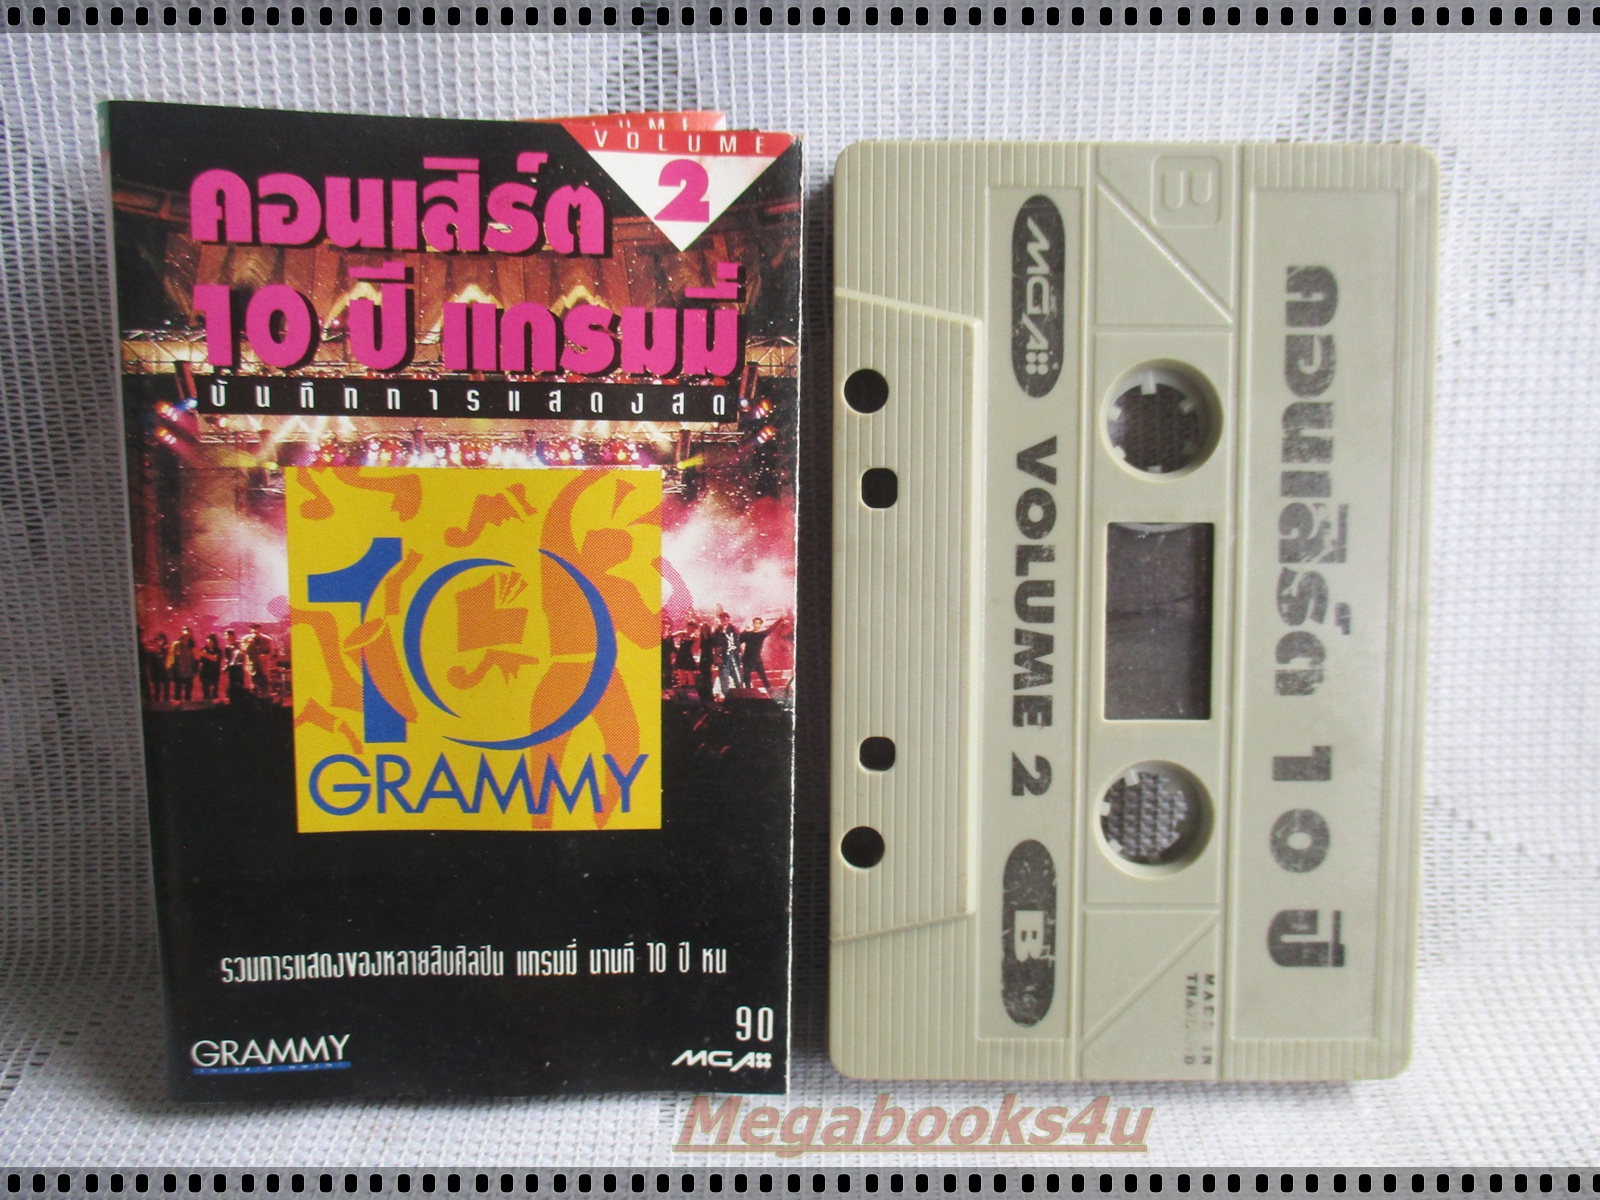 VOLUME
2
คอนเสิร์ต
10 ปี แกรมมี่
บันทึกการแสดงสด
10
GRAMMY
รวมการแสดงของหลายสิบศิลปิน แกรมมี่ นานที 10 ปี หน
90
GRAMMY
MGA
MGA
VOLUME 2
B
B
คอนเสิร์ต 10 ปี
MADE IN
THAILAND
Megabooks4u